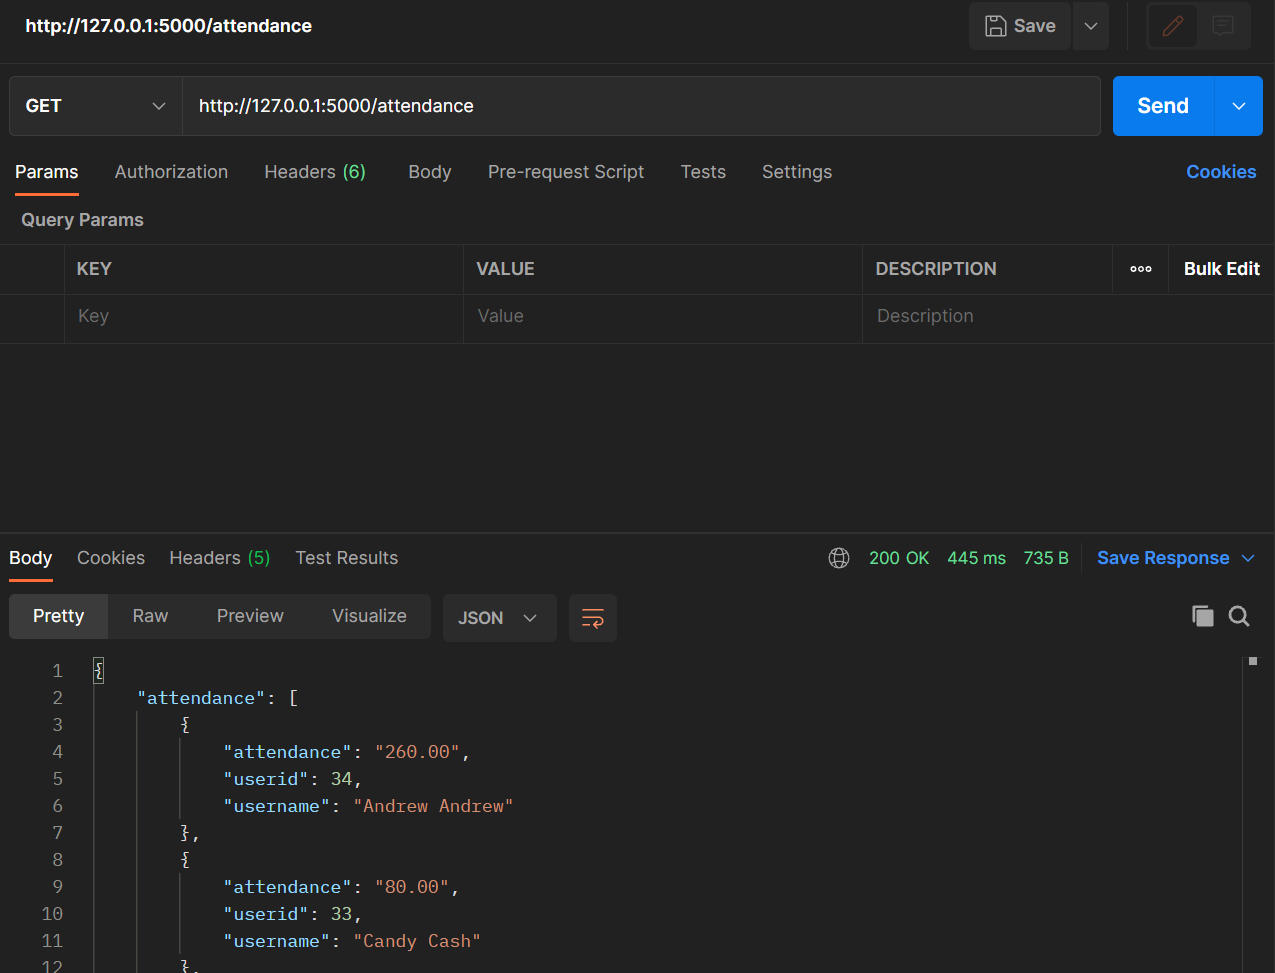 http://127.0.0.1:5000/attendance
Save
GET
http://127.0.0.1:5000/attendance
Send
Params Authorization Headers (6) Body Pre-request Script Tests Settings Cookies
Query Params
KEY VALUE DESCRIPTION Bulk Edit
Key Value Description
Body Cookies Headers (5) Test Results 200 OK 445 ms 735 B Save Response
Pretty Raw Preview Visualize JSON
1 {
2 "attendance": [
3 {
4 "attendance": "260.00",
5 "userid": 34,
6 "username": "Andrew Andrew"
7 },
8 {
9 "attendance": "80.00",
10 "userid": 33,
11 "username": "Candy Cash"
12 },